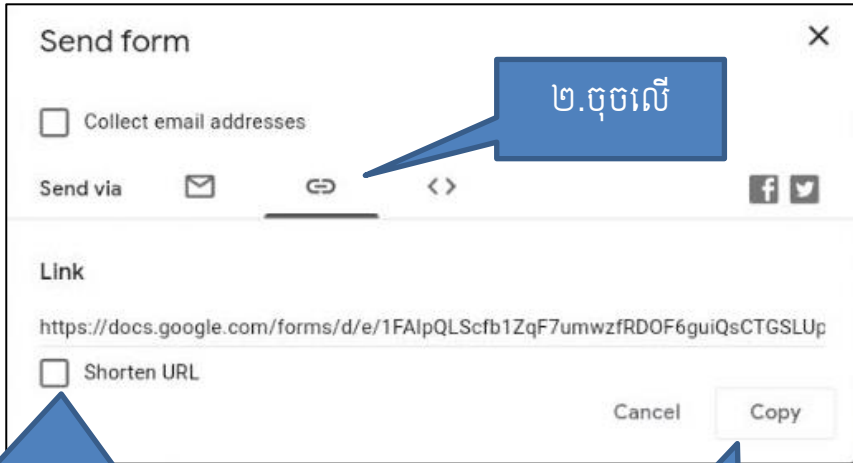 Send form
២.ចុចលើ
Collect email addresses
Send via
Link
https://docs.google.com/forms/d/e/1FAIpQLScfb1ZqF7umwzfRDOF6guiQsCTGSLUp
Shorten URL
Cancel Copy